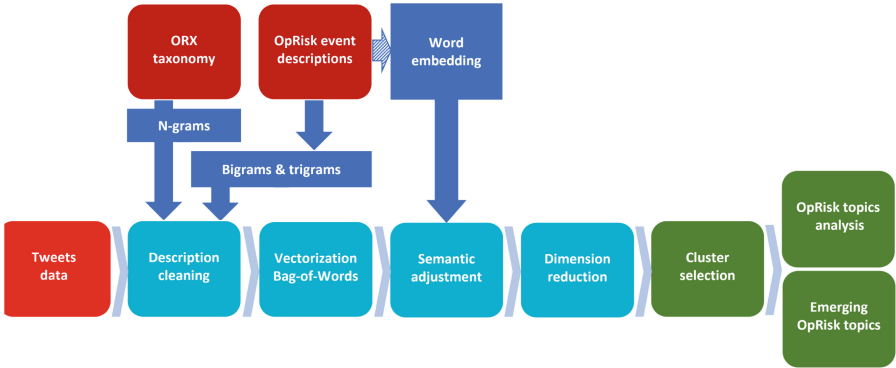 ORX
taxonomy
OpRisk event
descriptions
Word
embedding
N-grams
Bigrams & trigrams
Tweets
data
Description
cleaning
Vectorization
Bag-of-Words
Semantic
adjustment
Dimension
reduction
Cluster
selection
OpRisk topics
analysis
Emerging
OpRisk topics